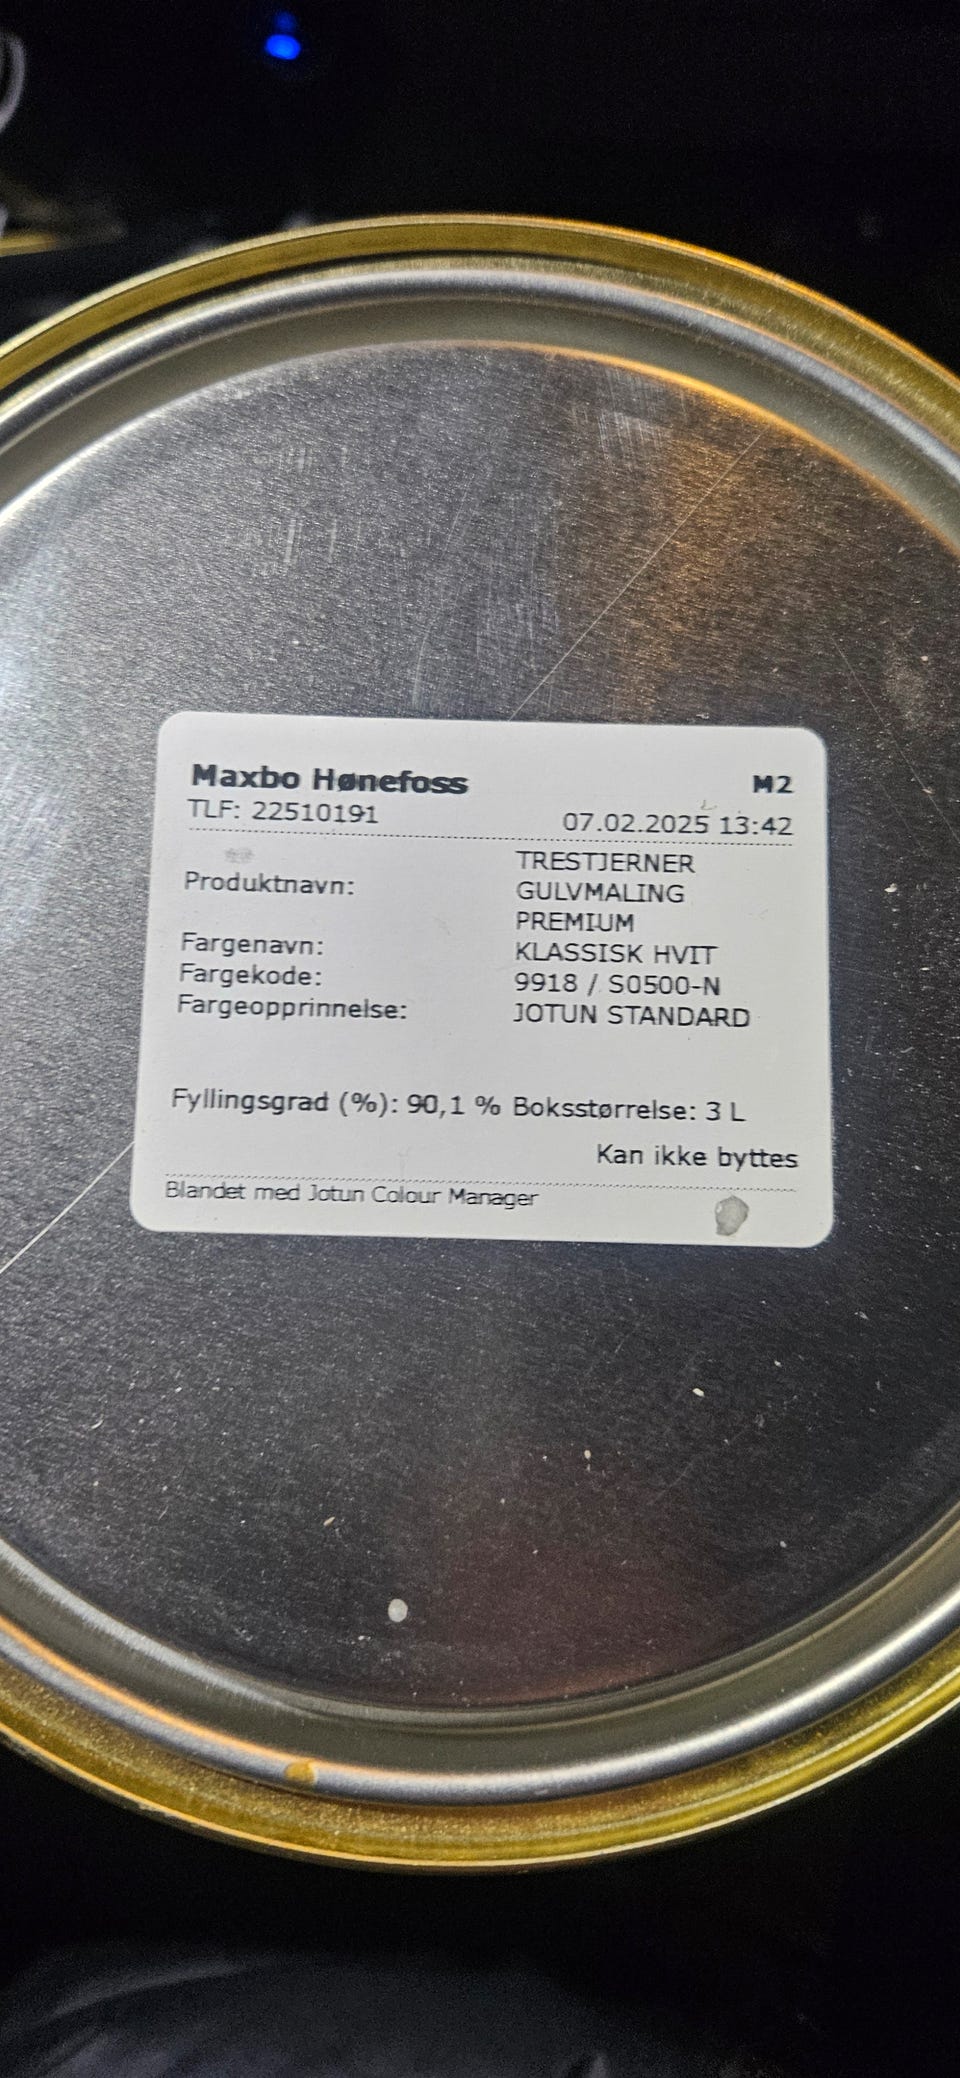 Maxbo Hønefoss M2
TLF: 22510191 07.02.2025 13:42
Produktnavn: TRESTJERNER
GULVMALING
PREMIUM
Fargenavn: KLASSISK HVIT
Fargekode: 9918 / S0500-N
Fargeopprinnelse: JOTUN STANDARD
Fyllingsgrad (%): 90,1 % Boksstørrelse: 3 L
Kan ikke byttes
Blandet med Jotun Colour Manager